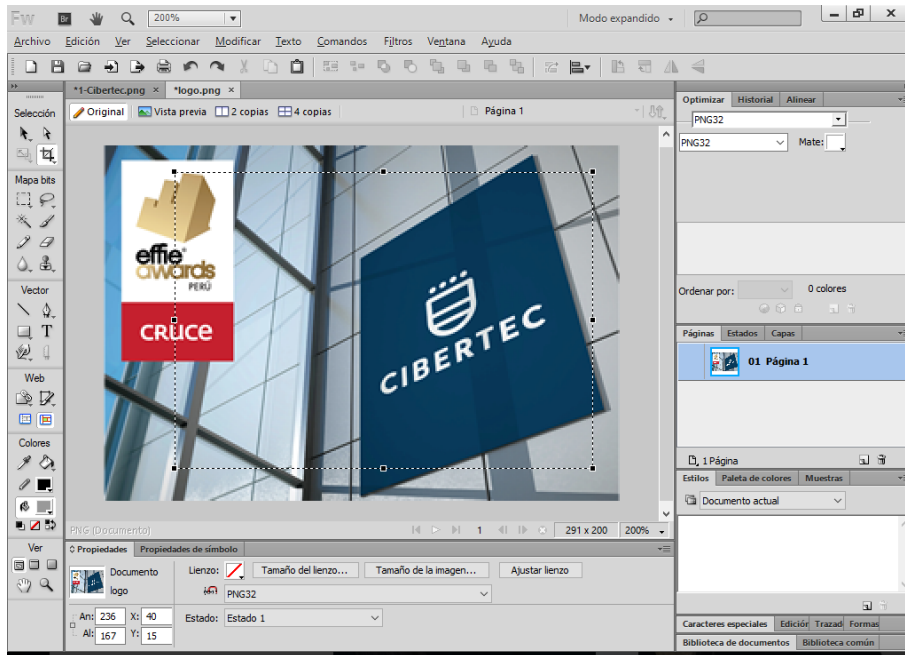 Fw Br 200% Modo expandido
Archivo Edición Ver Seleccionar Modificar Texto Comandos Filtros Ventana Ayuda
*1-Cibertec.png × *logo.png ×
Original Vista previa 2 copias 4 copias Página 1
Selección
Mapa bits
Vector
Web
Colores
Ver
effie®
awards
PERÚ
CRUCE
CIBERTEC
PNG (Documento) 1 291 x 200 200%
Propiedades Propiedades de símbolo
Documento Lienzo: Tamaño del lienzo... Tamaño de la imagen... Ajustar lienzo
logo PNG32
An: 236 X: 40 Estado: Estado 1
Al: 167 Y: 15
Optimizar Historial Alinear
PNG32
PNG32 Mate:
Ordenar por: 0 colores
Páginas Estados Capas
01 Página 1
1 Página
Estilos Paleta de colores Muestras
Documento actual
Caracteres especiales Edición Trazad Formas
Biblioteca de documentos Biblioteca común